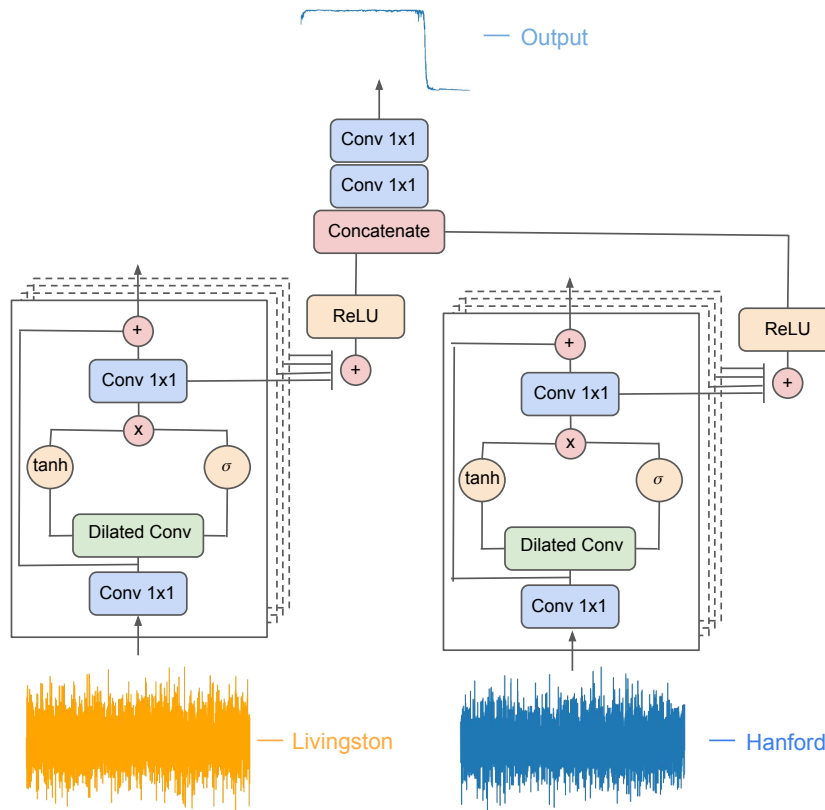 Output
Conv 1x1
Conv 1x1
Concatenate
ReLU
ReLU
+
Conv 1x1
+
x
tanh
σ
Dilated Conv
Conv 1x1
+
Conv 1x1
+
x
tanh
σ
Dilated Conv
Conv 1x1
Livingston
Hanford